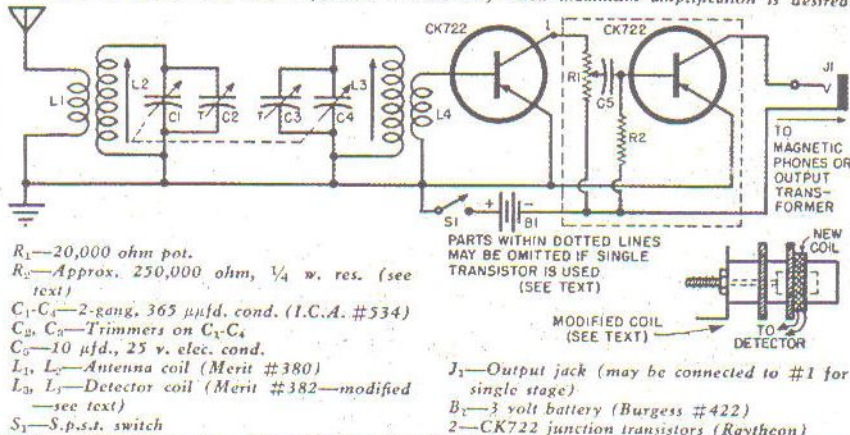 maximum amplification is desired
CK722
CK722
1
L1
L2
C1
T
C2
T
C3
C4
L3
L4
R1
C5
R2
J1
TO
MAGNETIC
PHONES OR
OUTPUT
TRANS-
FORMER
S1
+
-
B1
PARTS WITHIN DOTTED LINES
MAY BE OMITTED IF SINGLE
TRANSISTOR IS USED
(SEE TEXT)
NEW
COIL
MODIFIED COIL
(SEE TEXT)
TO
DETECTOR
R₁—20,000 ohm pot.
R₂—Approx. 250,000 ohm, ¼ w. res. (see
text)
C₁-C₄—2-gang, 365 μμfd. cond. (I.C.A. #534)
C₂, C₃—Trimmers on C₁-C₄
C₅—10 μfd., 25 v. elec. cond.
L₁, L₂—Antenna coil (Merit #380)
L₃, L₄—Detector coil (Merit #382—modified
—see text)
S₁—S.p.s.t. switch
J₁—Output jack (may be connected to #1 for
single stage)
B₁—3 volt battery (Burgess #422)
2—CK722 junction transistors (Raytheon)